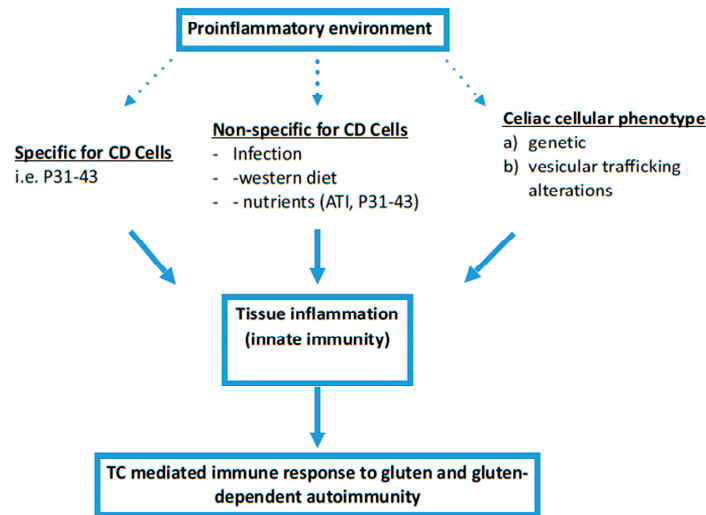 Proinflammatory environment
Specific for CD Cells
i.e. P31-43
Non-specific for CD Cells
- Infection
- -western diet
- - nutrients (ATI, P31-43)
Celiac cellular phenotype
a) genetic
b) vesicular trafficking
alterations
Tissue inflammation
(innate immunity)
TC mediated immune response to gluten and gluten-
dependent autoimmunity